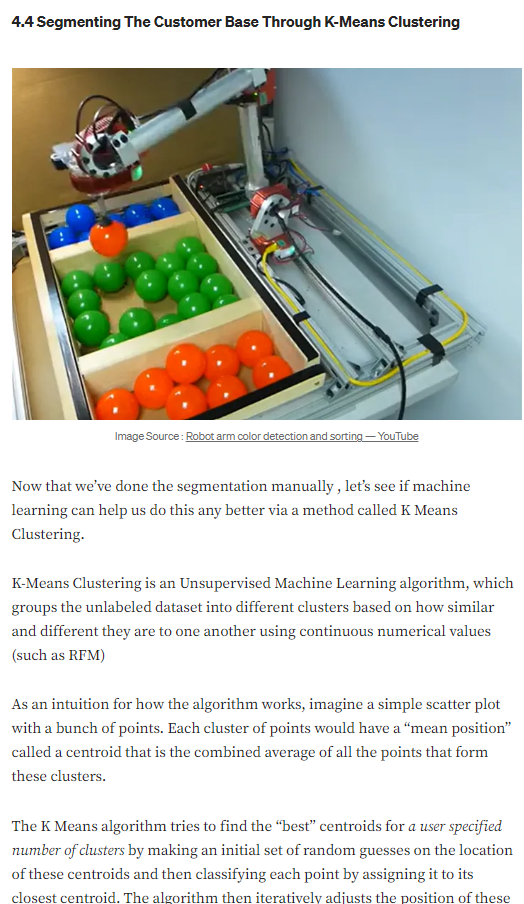 4.4 Segmenting The Customer Base Through K-Means Clustering
Image Source : Robot arm color detection and sorting — YouTube
Now that we’ve done the segmentation manually , let’s see if machine
learning can help us do this any better via a method called K Means
Clustering.
K-Means Clustering is an Unsupervised Machine Learning algorithm, which
groups the unlabeled dataset into different clusters based on how similar
and different they are to one another using continuous numerical values
(such as RFM)
As an intuition for how the algorithm works, imagine a simple scatter plot
with a bunch of points. Each cluster of points would have a “mean position”
called a centroid that is the combined average of all the points that form
these clusters.
The K Means algorithm tries to find the “best” centroids for a user specified
number of clusters by making an initial set of random guesses on the location
of these centroids and then classifying each point by assigning it to its
closest centroid. The algorithm then iteratively adjusts the position of these